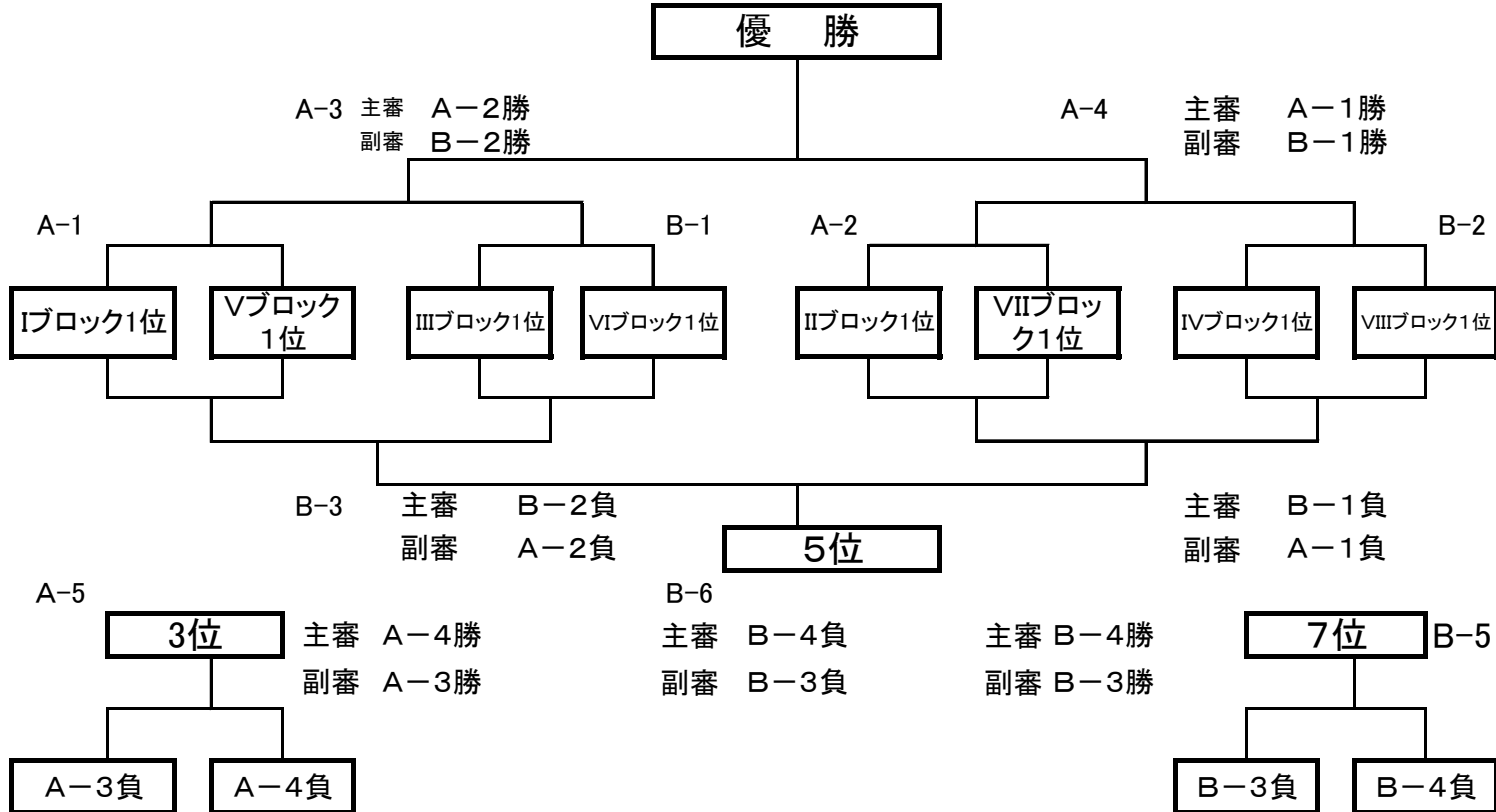 優　勝
A-3 主審 A-2勝
副審 B-2勝
A-4 主審 A-1勝
副審 B-1勝
A-1
B-1
A-2
B-2
Iブロック1位
Vブロック
1位
IIIブロック1位
VIブロック1位
IIブロック1位
VIIブロッ
ク1位
IVブロック1位
VIIIブロック1位
B-3 主審 B-2負
副審 A-2負
5位
主審 B-1負
副審 A-1負
A-5
3位
主審 A-4勝
副審 A-3勝
B-6
主審 B-4負
副審 B-3負
主審 B-4勝
副審 B-3勝
7位
B-5
A-3負
A-4負
B-3負
B-4負